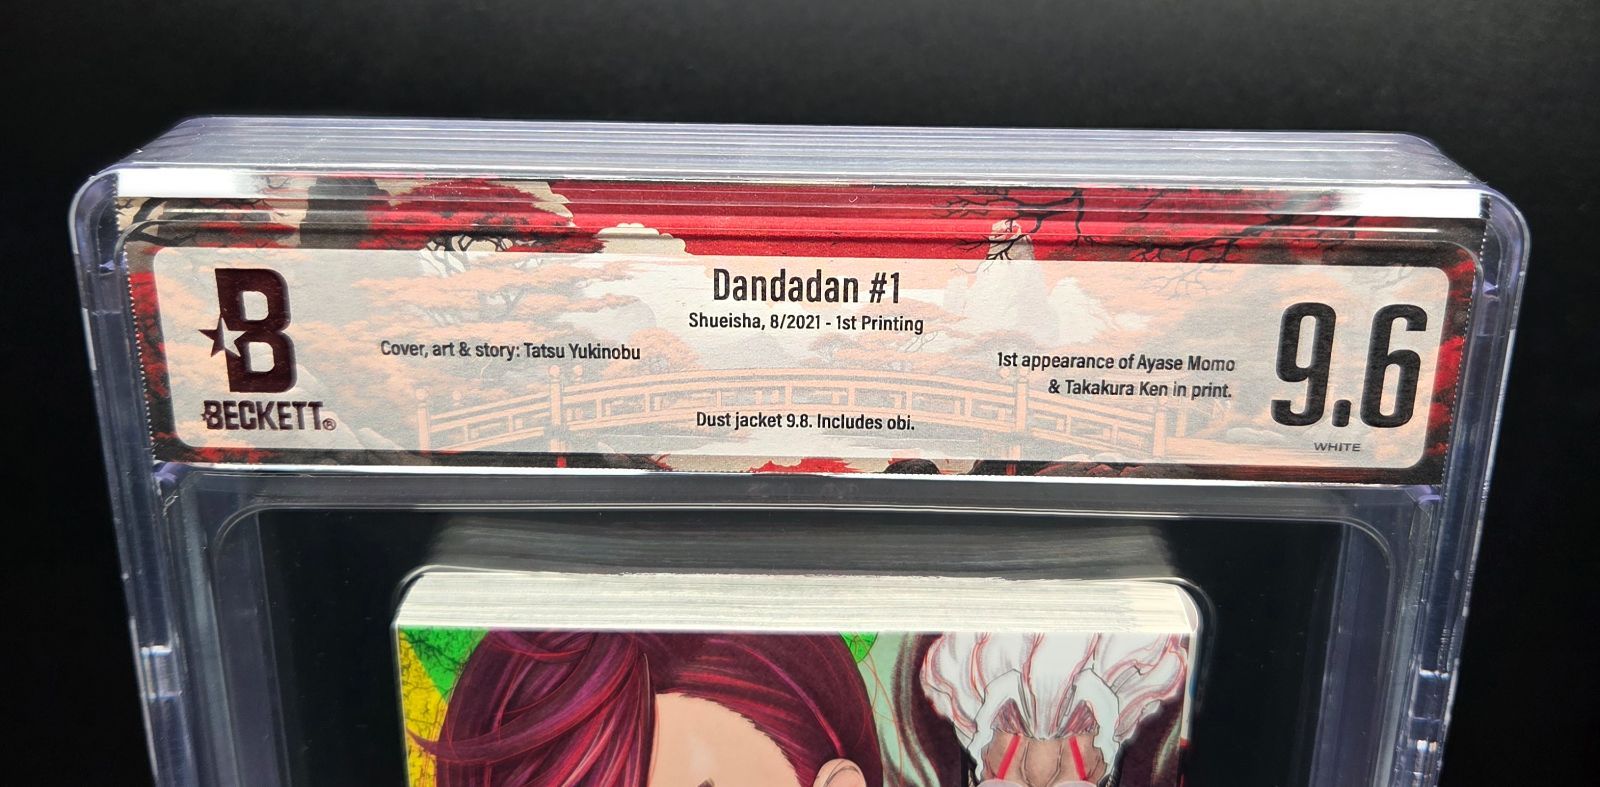 Dandadan #1
Shueisha, 8/2021 - 1st Printing
Cover, art & story: Tatsu Yukinobu
1st appearance of Ayase Momo
& Takakura Ken in print.
Dust jacket 9.8. Includes obi.
B
BECKETT®
9.6
WHITE